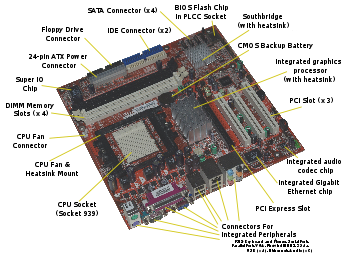 SATA Connector (x4)
BIOS Flash Chip
in PLCC Socket
Southbridge
(with heatsink)
Floppy Drive
Connector
IDE Connector (x2)
CMOS Backup Battery
24-pin ATX Power
Connector
Integrated graphics
processor
(with heatsink)
Super IO
Chip
PCI Slot (x3)
DIMM Memory
Slots (x4)
CPU Fan
Connector
Integrated audio
codec chip
CPU Fan &
Heatsink Mount
Integrated Gigabit
Ethernet chip
CPU Socket
(Socket 939)
PCI Express Slot
Connectors For
Integrated Peripherals